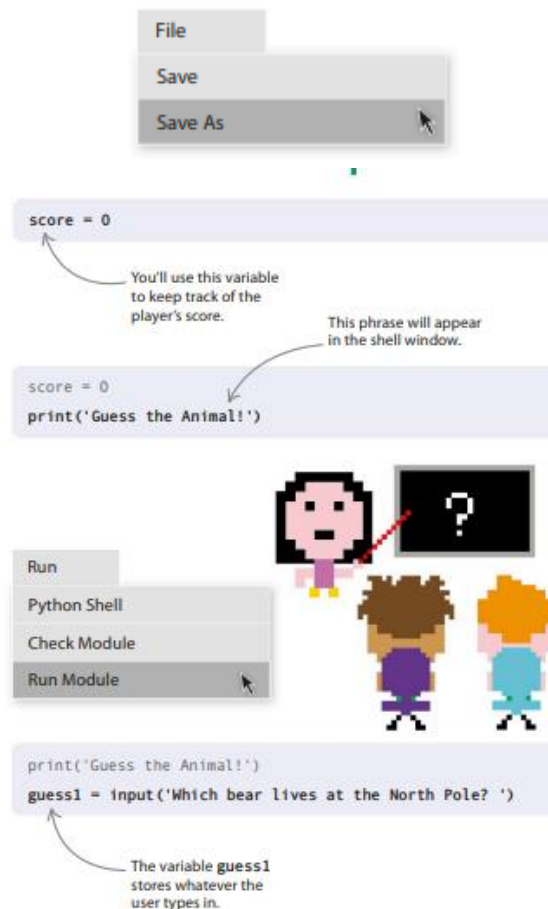 File
Save
Save As
score = 0
You'll use this variable
to keep track of the
player's score.
This phrase will appear
in the shell window.
score = 0
print('Guess the Animal!')
?
Run
Python Shell
Check Module
Run Module
print('Guess the Animal!')
guess1 = input('Which bear lives at the North Pole? ')
The variable guess1
stores whatever the
user types in.